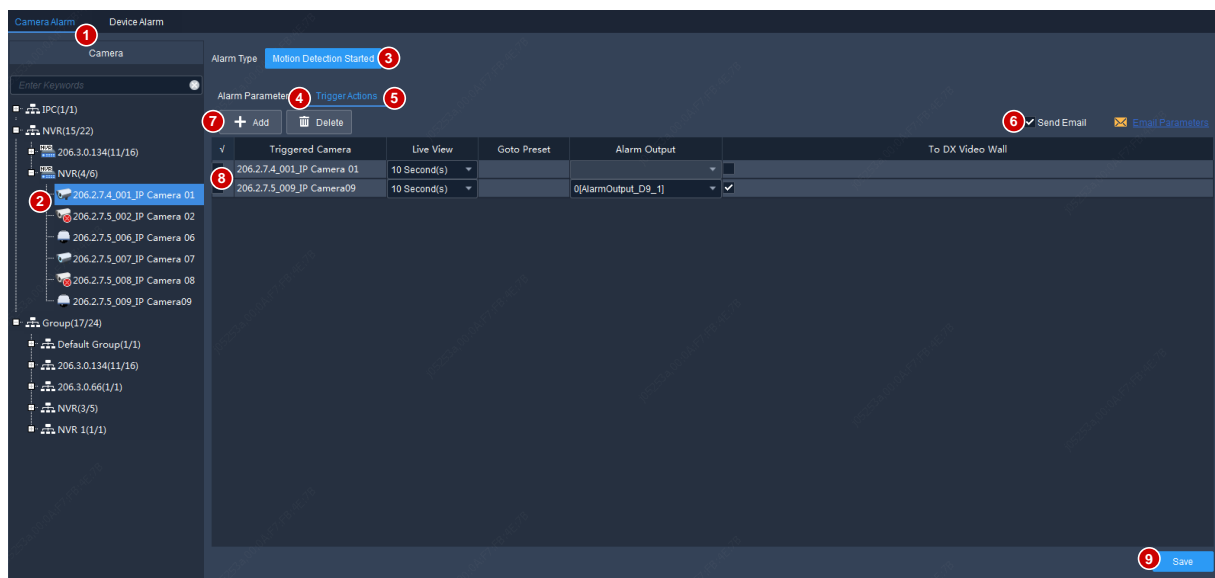 Camera Alarm Device Alarm
1
Camera
Alarm Type Motion Detection Started 3
Enter Keywords
Alarm Parameter 4 Trigger Actions 5
IPC(1/1)
7 + Add Delete 6 Send Email Email Parameters
NVR(15/22)
206.3.0.134(11/16)
√ Triggered Camera Live View Goto Preset Alarm Output To DX Video Wall
NVR(4/6)
206.2.7.4_001_IP Camera 01 10 Second(s)
8
206.2.7.5_009_IP Camera09 10 Second(s) 0[AlarmOutput_D9_1]
2 206.2.7.4_001_IP Camera 01
206.2.7.5_002_IP Camera 02
206.2.7.5_006_IP Camera 06
206.2.7.5_007_IP Camera 07
206.2.7.5_008_IP Camera 08
206.2.7.5_009_IP Camera09
Group(17/24)
Default Group(1/1)
206.3.0.134(11/16)
206.3.0.66(1/1)
NVR(3/5)
NVR 1(1/1)
9 Save